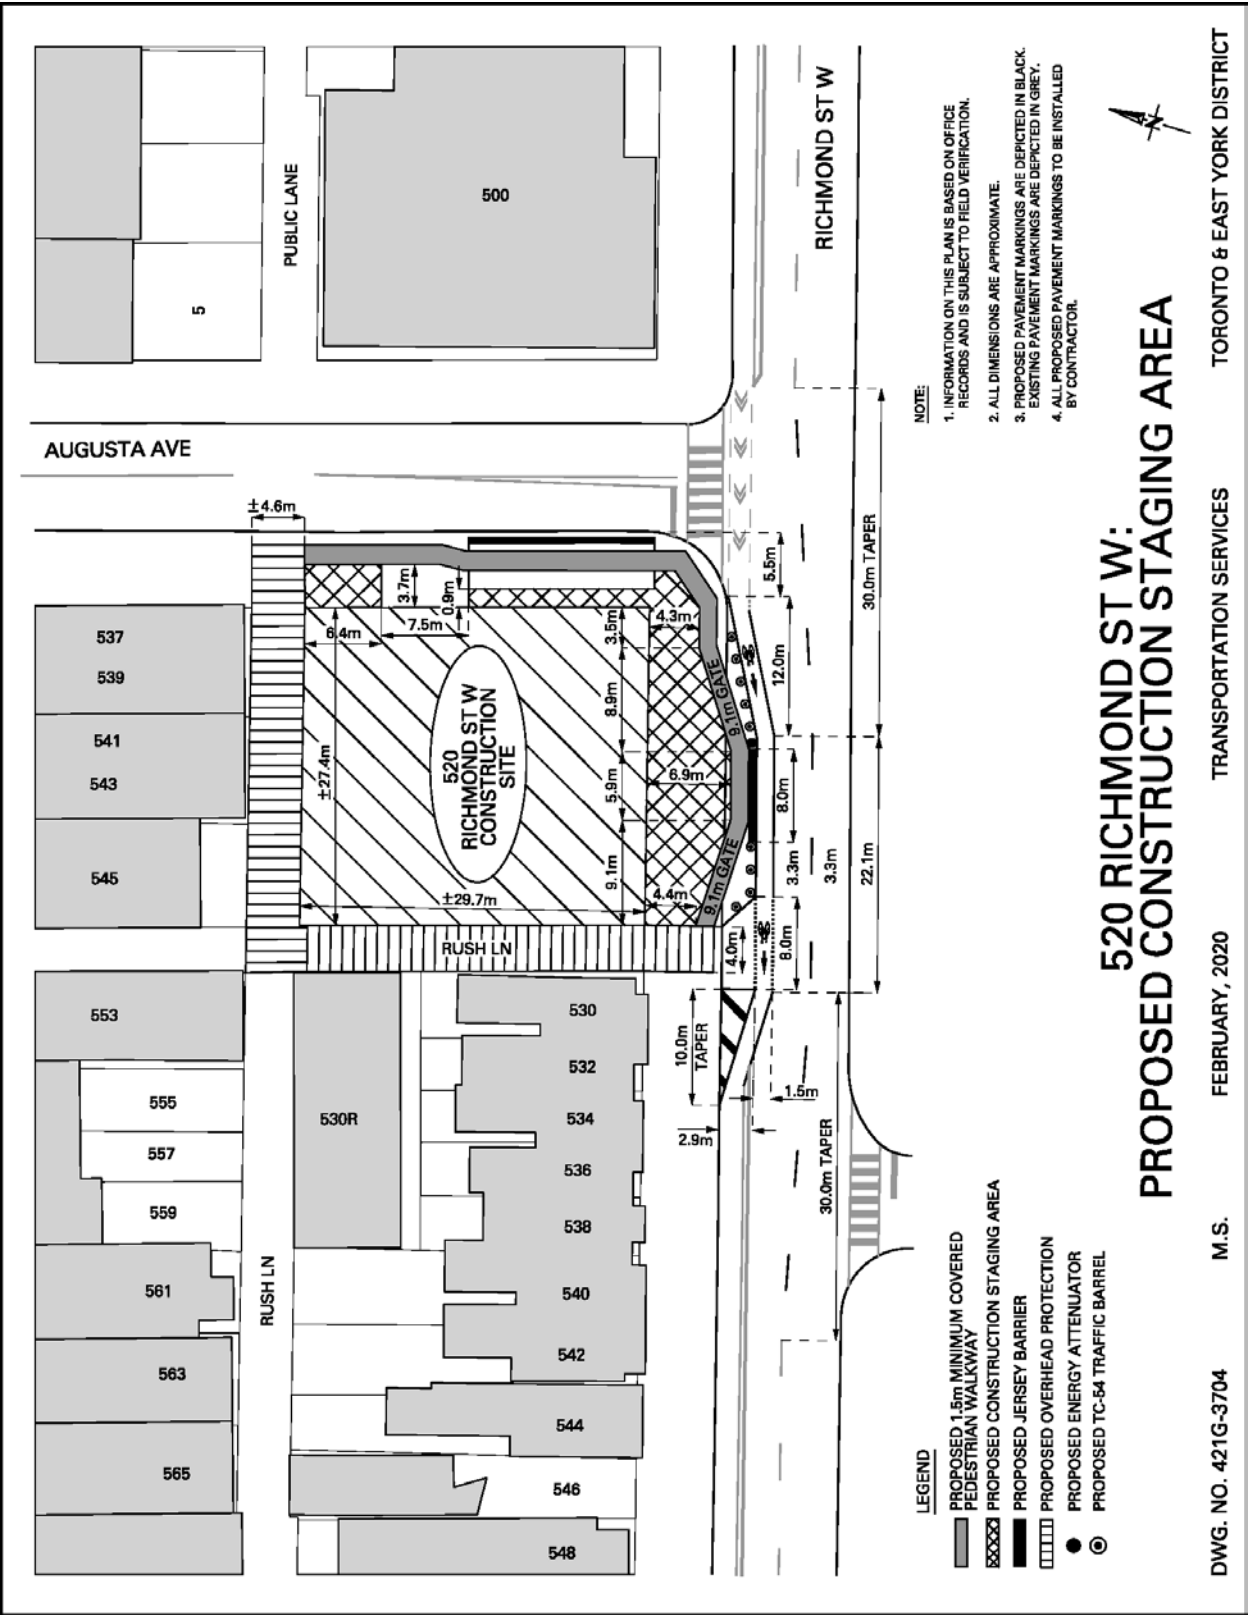 AUGUSTA AVE
PUBLIC LANE
RICHMOND ST W
5
500
±4.6m
537
539
541
543
545
553
555
557
559
561
563
565
530R
530
532
534
536
538
540
542
544
546
548
RUSH LN
RUSH LN
520
RICHMOND ST W
CONSTRUCTION
SITE
6.4m
3.7m
7.5m
0.9m
±27.4m
±29.7m
3.5m
8.9m
5.9m
9.1m
4.3m
6.9m
4.4m
9.1m GATE
9.1m GATE
5.5m
12.0m
8.0m
3.3m
3.3m
8.0m
4.0m
30.0m TAPER
22.1m
30.0m TAPER
10.0m
TAPER
1.5m
2.9m
NOTE:
1. INFORMATION ON THIS PLAN IS BASED ON OFFICE
RECORDS AND IS SUBJECT TO FIELD VERIFICATION.
2. ALL DIMENSIONS ARE APPROXIMATE.
3. PROPOSED PAVEMENT MARKINGS ARE DEPICTED IN BLACK.
EXISTING PAVEMENT MARKINGS ARE DEPICTED IN GREY.
4. ALL PROPOSED PAVEMENT MARKINGS TO BE INSTALLED
BY CONTRACTOR.
N
LEGEND
PROPOSED 1.5m MINIMUM COVERED
PEDESTRIAN WALKWAY
PROPOSED CONSTRUCTION STAGING AREA
PROPOSED JERSEY BARRIER
PROPOSED OVERHEAD PROTECTION
PROPOSED ENERGY ATTENUATOR
PROPOSED TC-54 TRAFFIC BARREL
520 RICHMOND ST W:
PROPOSED CONSTRUCTION STAGING AREA
DWG. NO. 421G-3704
M.S.
FEBRUARY, 2020
TRANSPORTATION SERVICES
TORONTO & EAST YORK DISTRICT